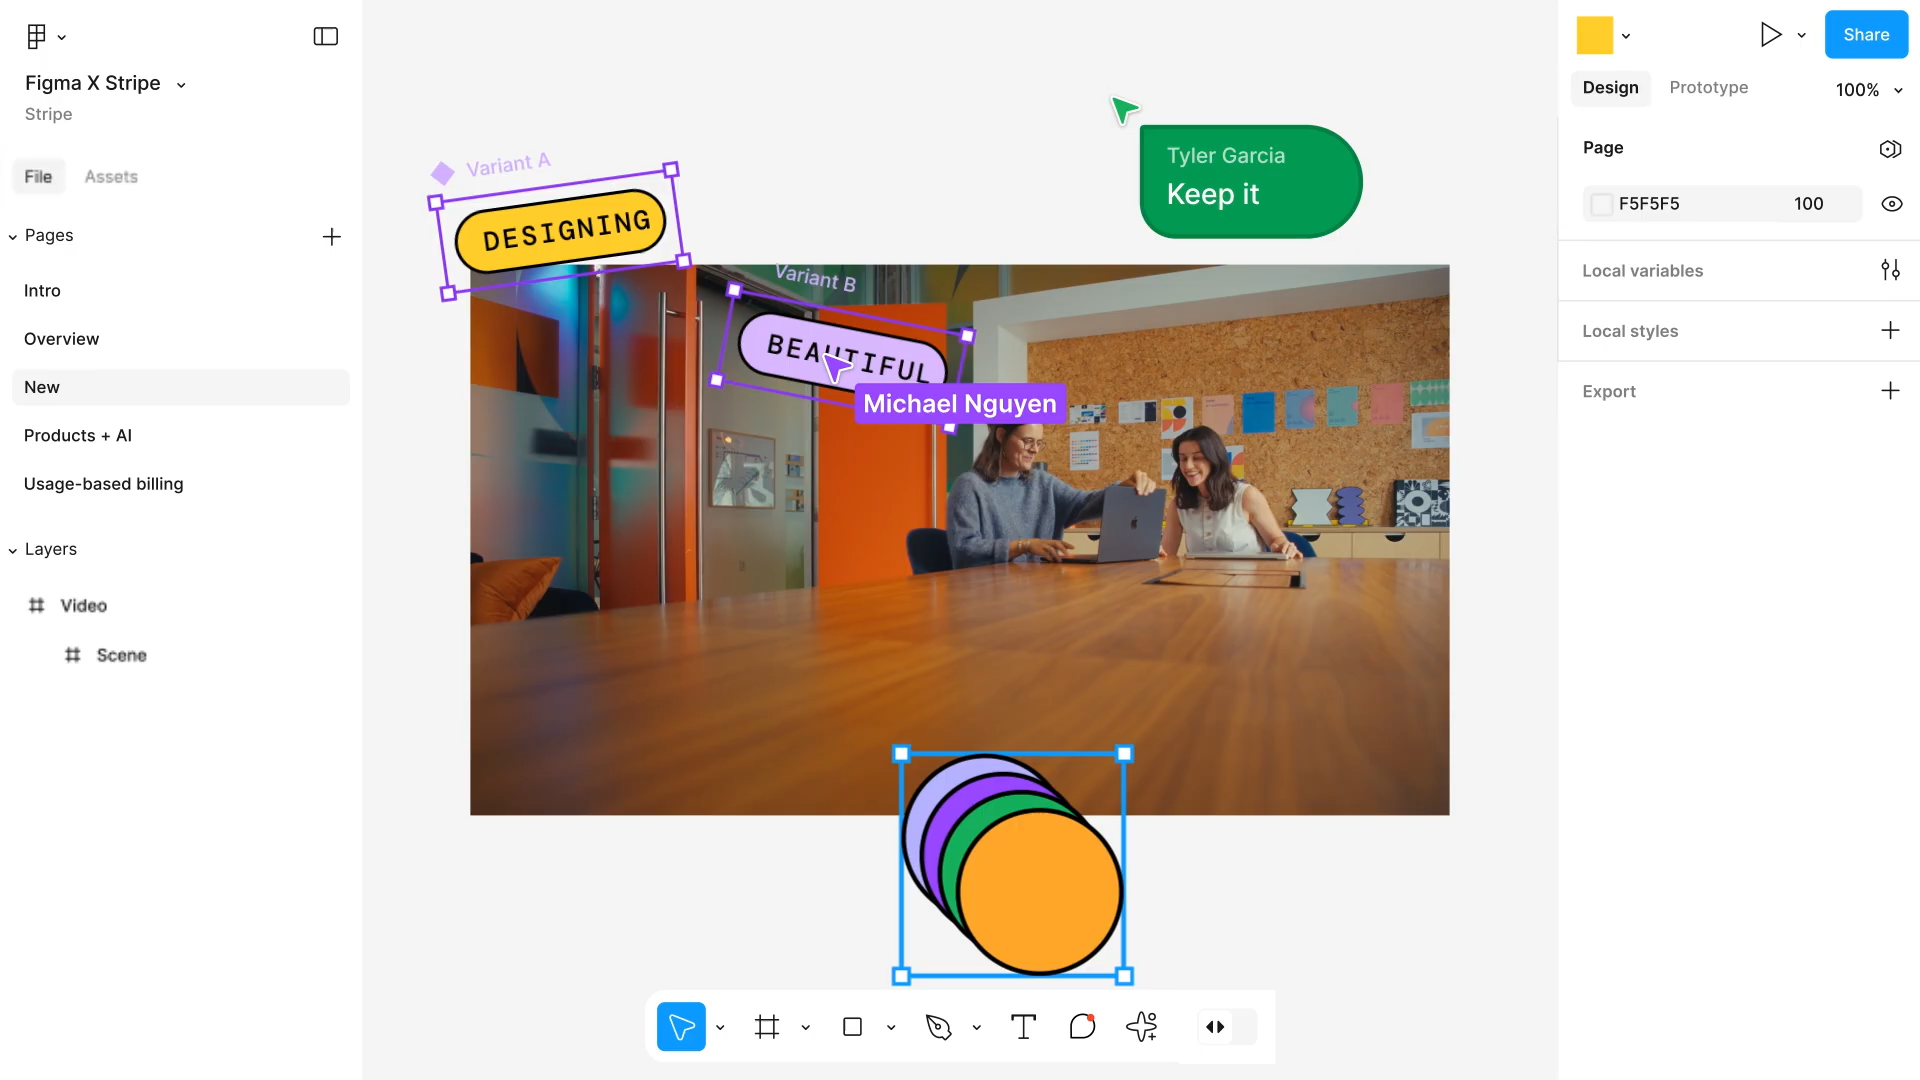 Figma X Stripe
Stripe
File
Assets
Pages
Intro
Overview
New
Products + AI
Usage-based billing
Layers
Video
Scene
Variant A
DESIGNING
Variant B
BEAUTIFUL
Michael Nguyen
Tyler Garcia
Keep it
Share
Design
Prototype
100%
Page
F5F5F5
100
Local variables
Local styles
Export